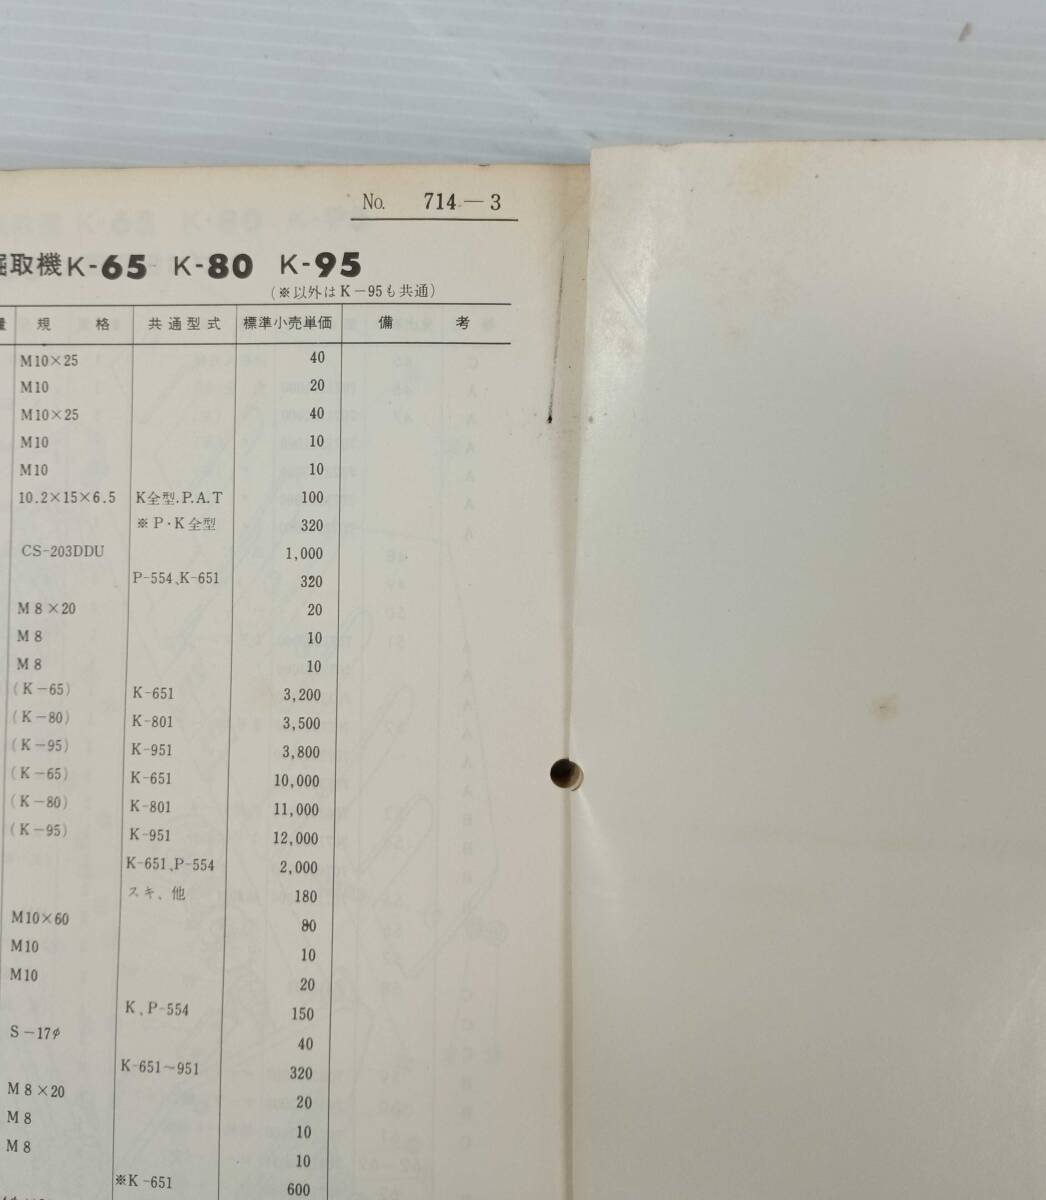 No. 714－3
掘取機 K-65 K-80 K-95
(※以外はK－95も共通)
量 規格 共通型式 標準小売単価 備考
M10×25 40
M10 20
M10×25 40
M10 10
M10 10
10.2×15×6.5 K全型.P.A.T 100
※P・K全型 320
CS-203DDU 1,000
P-554、K-651 320
M8×20 20
M8 10
M8 10
(K－65) K-651 3,200
(K－80) K-801 3,500
(K－95) K-951 3,800
(K－65) K-651 10,000
(K－80) K-801 11,000
(K－95) K-951 12,000
K-651、P-554 2,000
スキ、他 180
M10×60 80
M10 10
M10 20
K、P-554 150
S－17φ 40
K-651～951 320
M8×20 20
M8 10
M8 10
※K-651 600